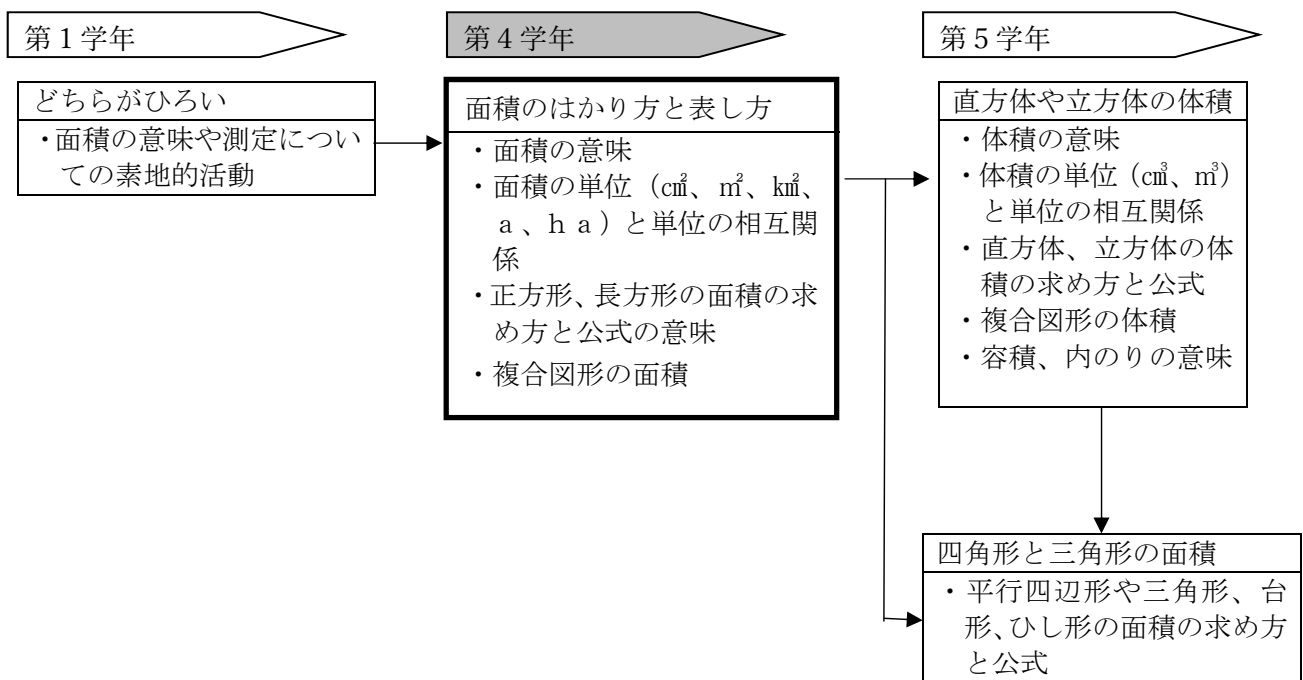 第１学年
第４学年
第５学年
どちらがひろい
・面積の意味や測定につい
ての素地的活動
面積のはかり方と表し方
・面積の意味
・面積の単位（㎠、㎡、㎢、
ａ、ｈａ）と単位の相互関
係
・正方形、長方形の面積の求
め方と公式の意味
・複合図形の面積
直方体や立方体の体積
・体積の意味
・体積の単位（㎤、㎥）
と単位の相互関係
・直方体、立方体の体
積の求め方と公式
・複合図形の体積
・容積、内のりの意味
四角形と三角形の面積
・平行四辺形や三角形、台
形、ひし形の面積の求め方
と公式